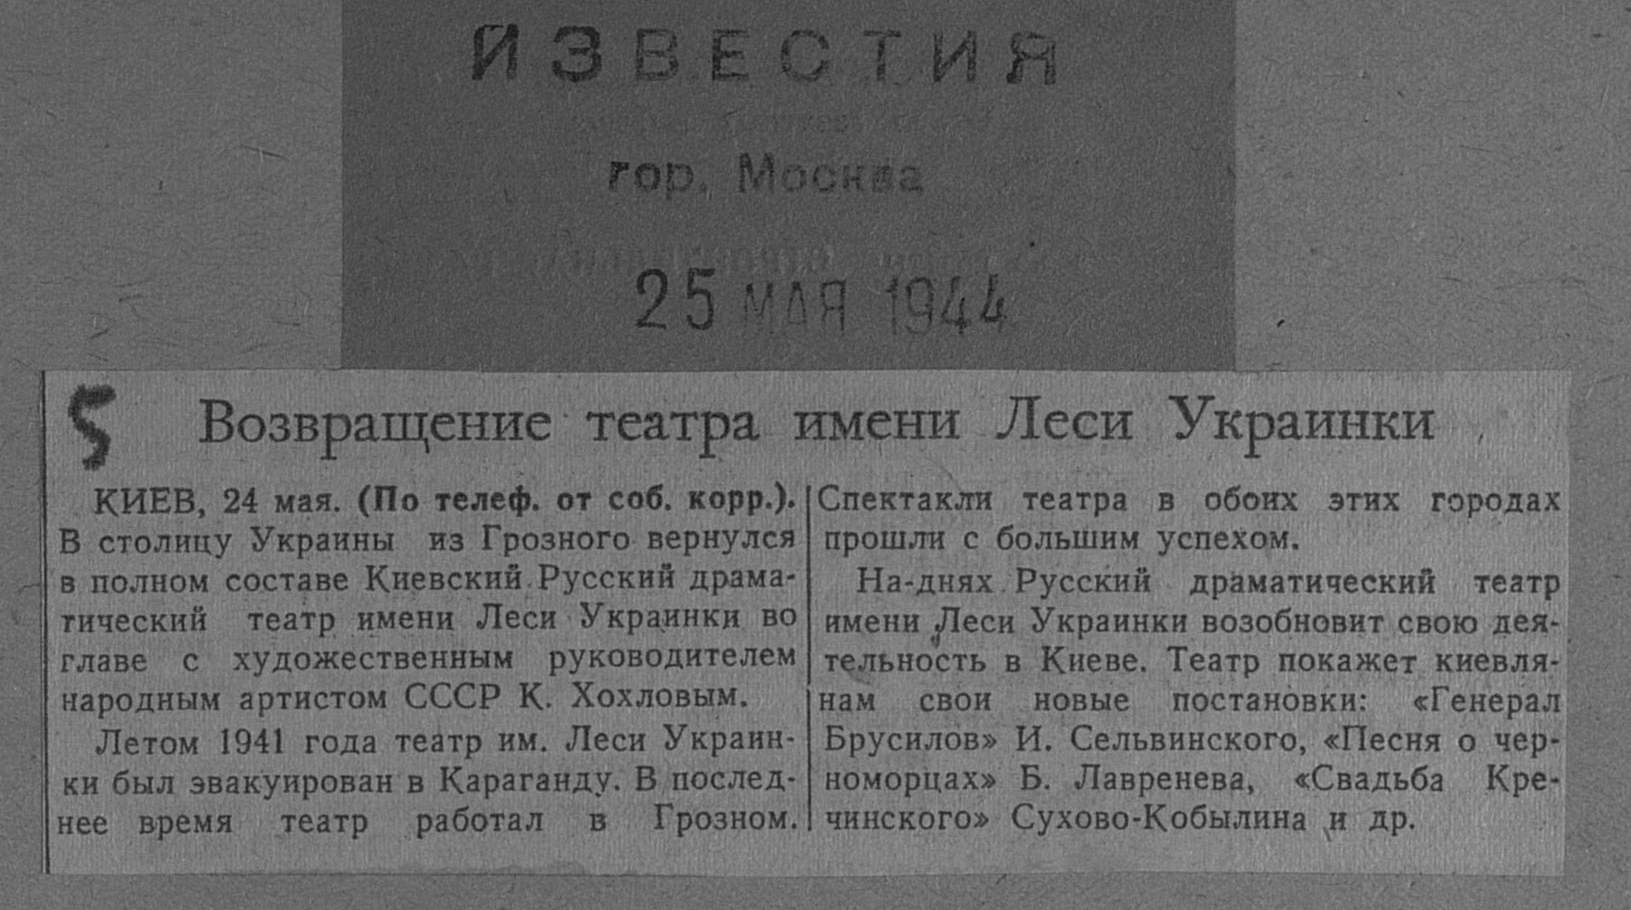 ИЗВЕСТИЯ
гор. Москва
25 МАЯ 1944
5
Возвращение театра имени Леси Украинки
КИЕВ, 24 мая. (По телеф. от соб. корр.).
В столицу Украины из Грозного вернулся
в полном составе Киевский Русский драма-
тический театр имени Леси Украинки во
главе с художественным руководителем
народным артистом СССР К. Хохловым.
Летом 1941 года театр им. Леси Украин-
ки был эвакуирован в Караганду. В послед-
нее время театр работал в Грозном.
Спектакли театра в обоих этих городах
прошли с большим успехом.
На-днях Русский драматический театр
имени Леси Украинки возобновит свою дея-
тельность в Киеве. Театр покажет киевля-
нам свои новые постановки: «Генерал
Брусилов» И. Сельвинского, «Песня о чер-
номорцах» Б. Лавренева, «Свадьба Кре-
чинского» Сухово-Кобылина и др.